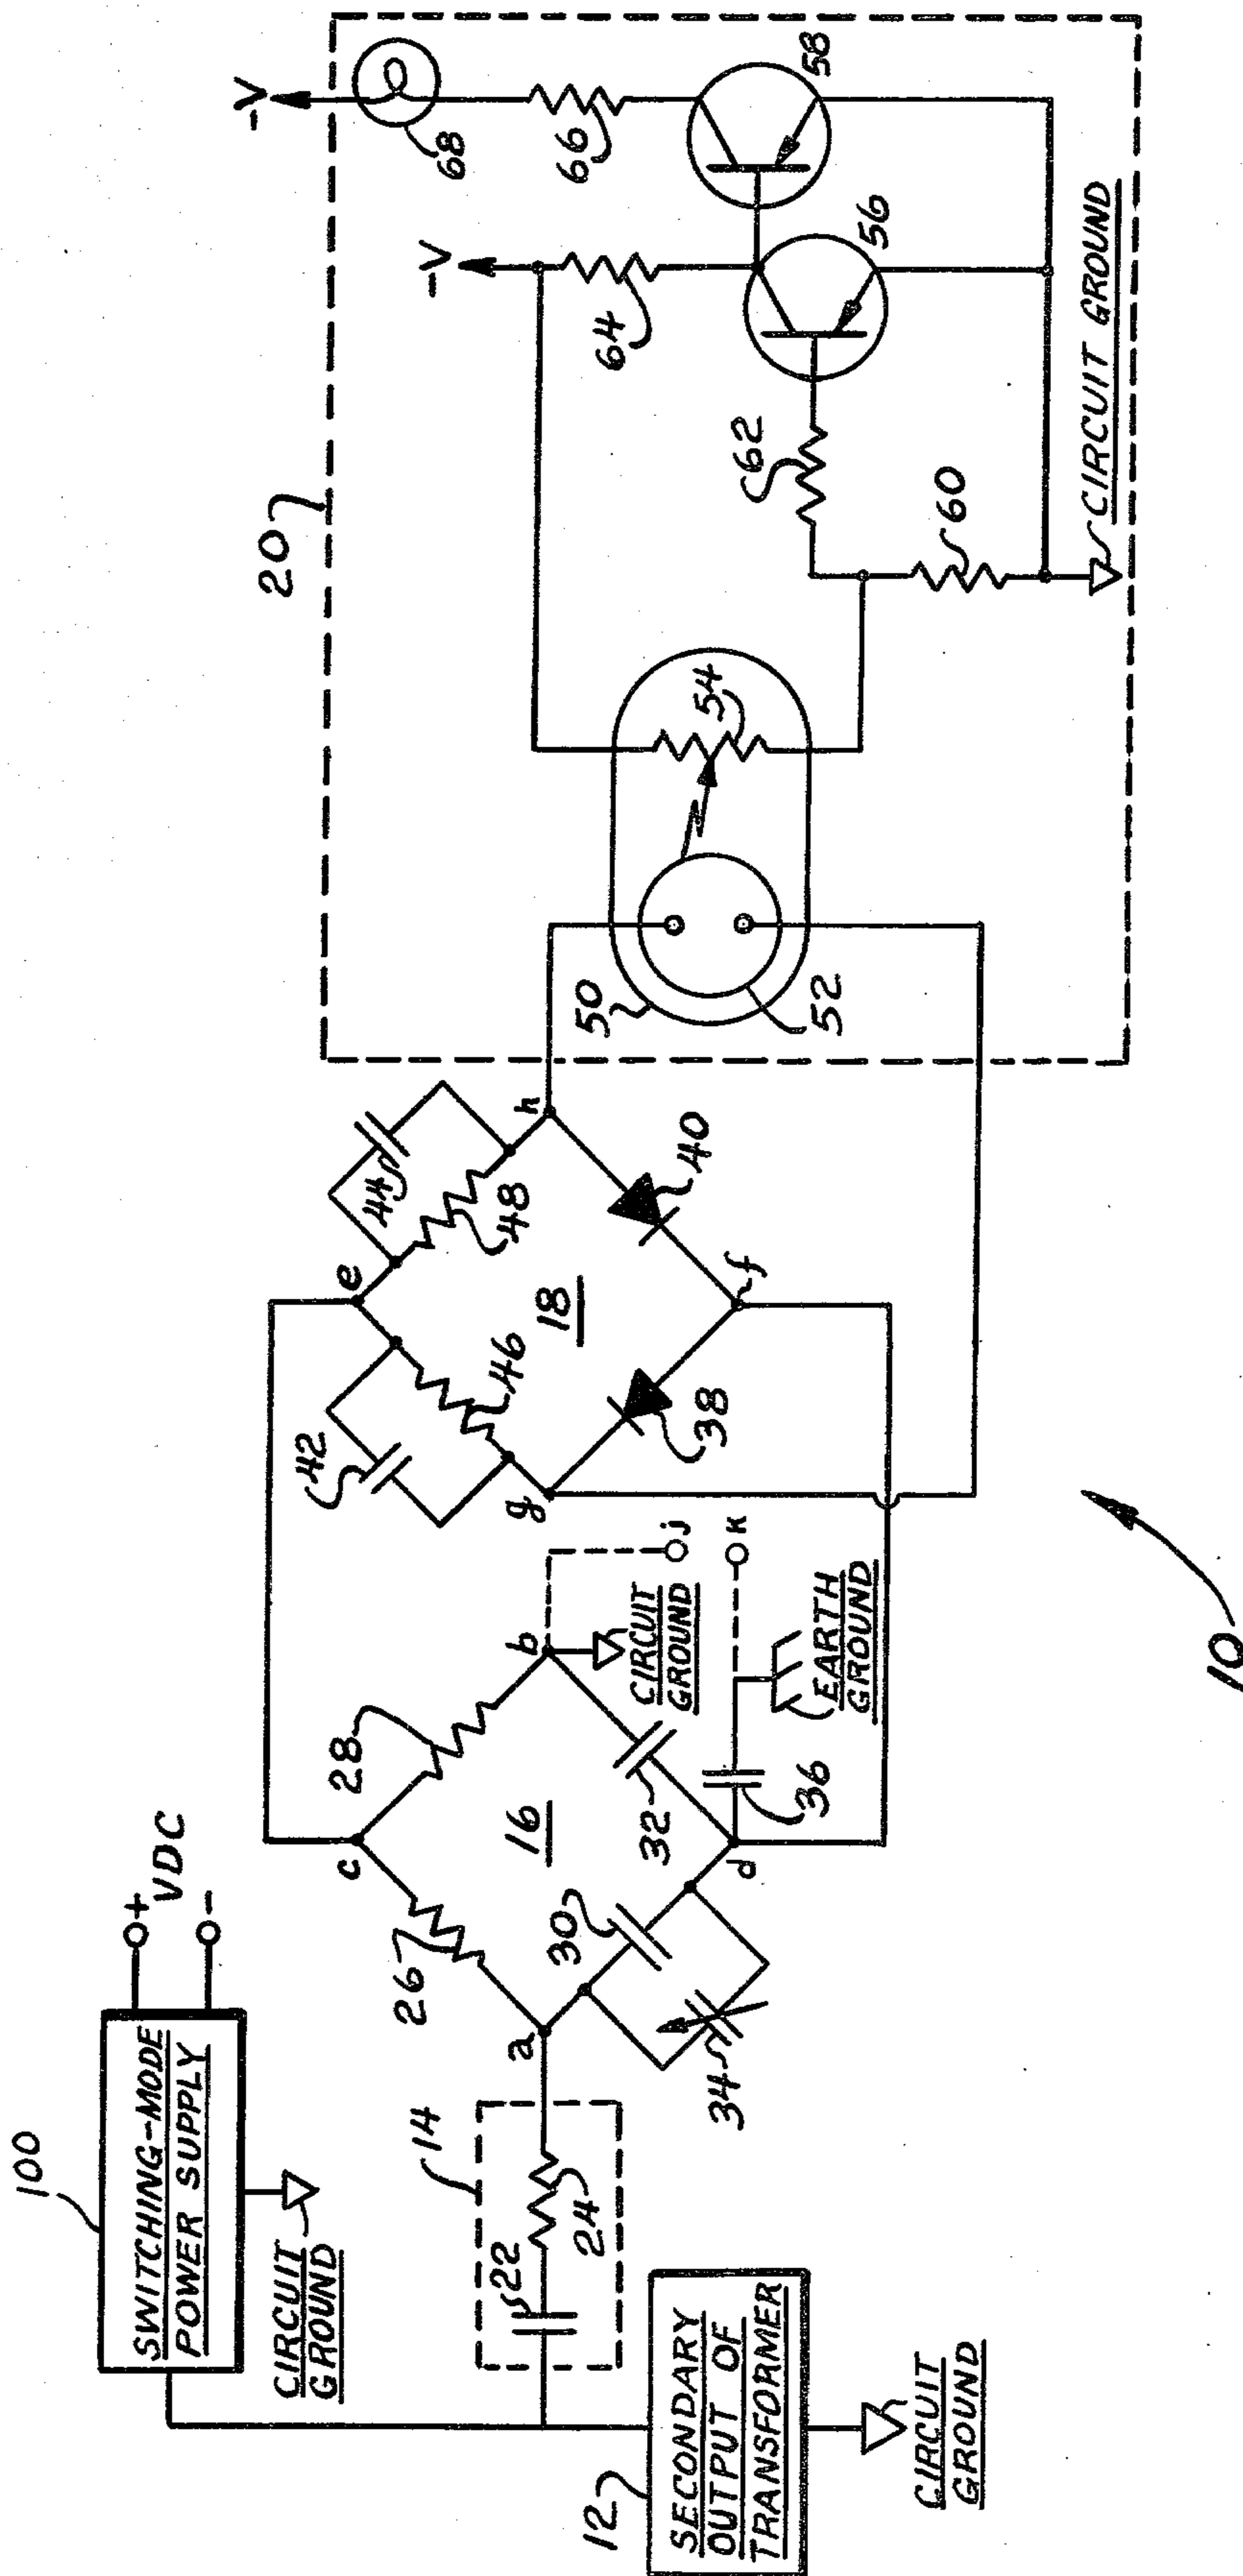 100
SWITCHING-MODE
POWER SUPPLY
+
VDC
-
CIRCUIT
GROUND
12
SECONDARY
OUTPUT OF
TRANSFORMER
CIRCUIT
GROUND
14
22
24
a
26
c
28
b
16
30
32
34
d
36
CIRCUIT
GROUND
EARTH
GROUND
j
k
e
42
44
46
48
18
g
h
38
40
f
10
20
50
52
54
60
62
64
56
58
66
68
-V
-V
CIRCUIT GROUND